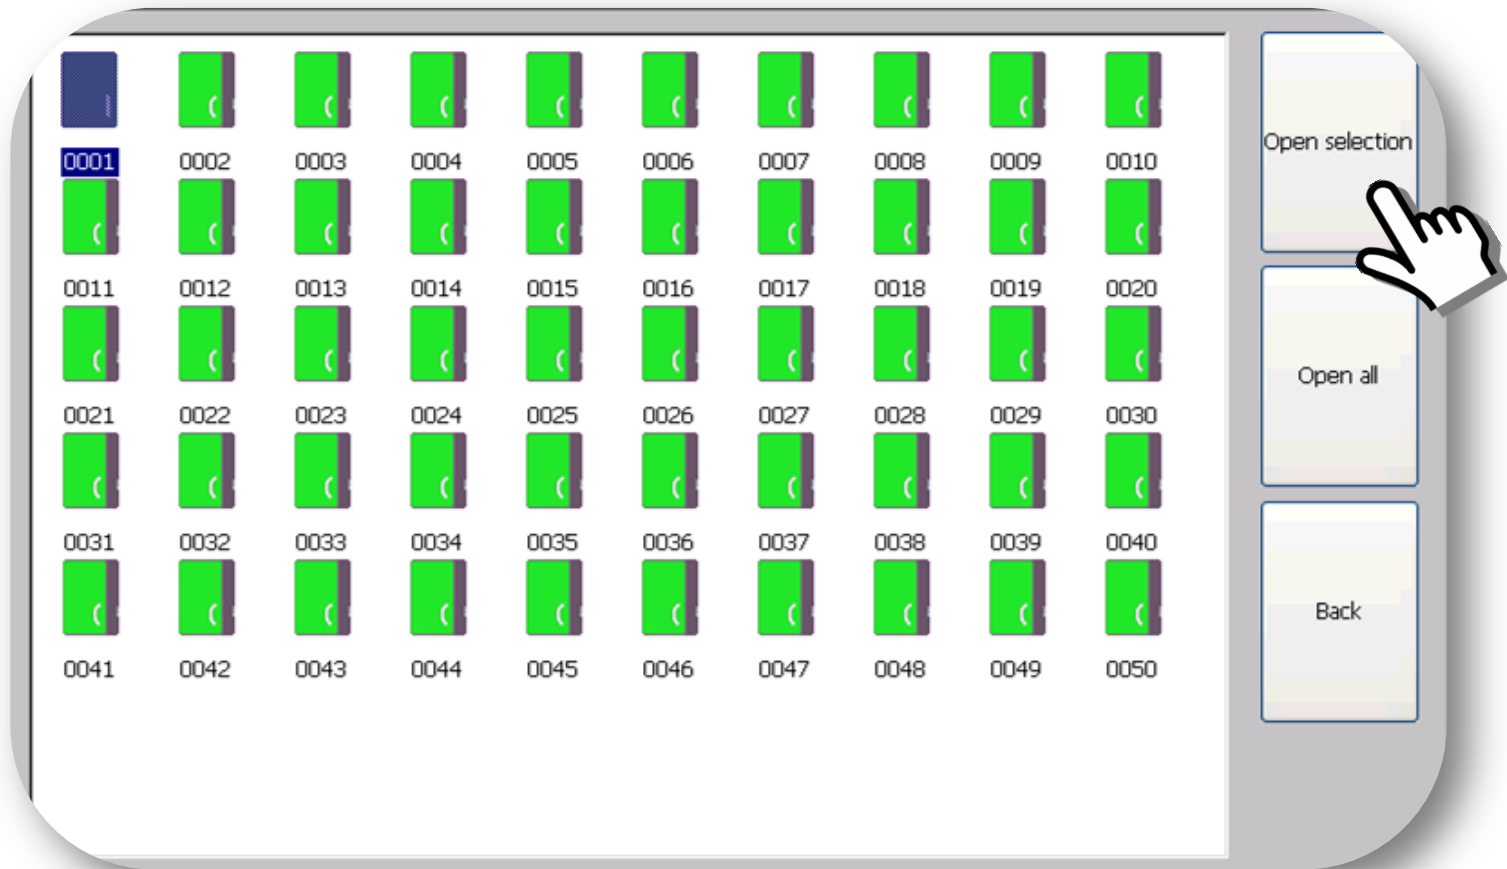 0001 0002 0003 0004 0005 0006 0007 0008 0009 0010
0011 0012 0013 0014 0015 0016 0017 0018 0019 0020
0021 0022 0023 0024 0025 0026 0027 0028 0029 0030
0031 0032 0033 0034 0035 0036 0037 0038 0039 0040
0041 0042 0043 0044 0045 0046 0047 0048 0049 0050
Open selection
Open all
Back